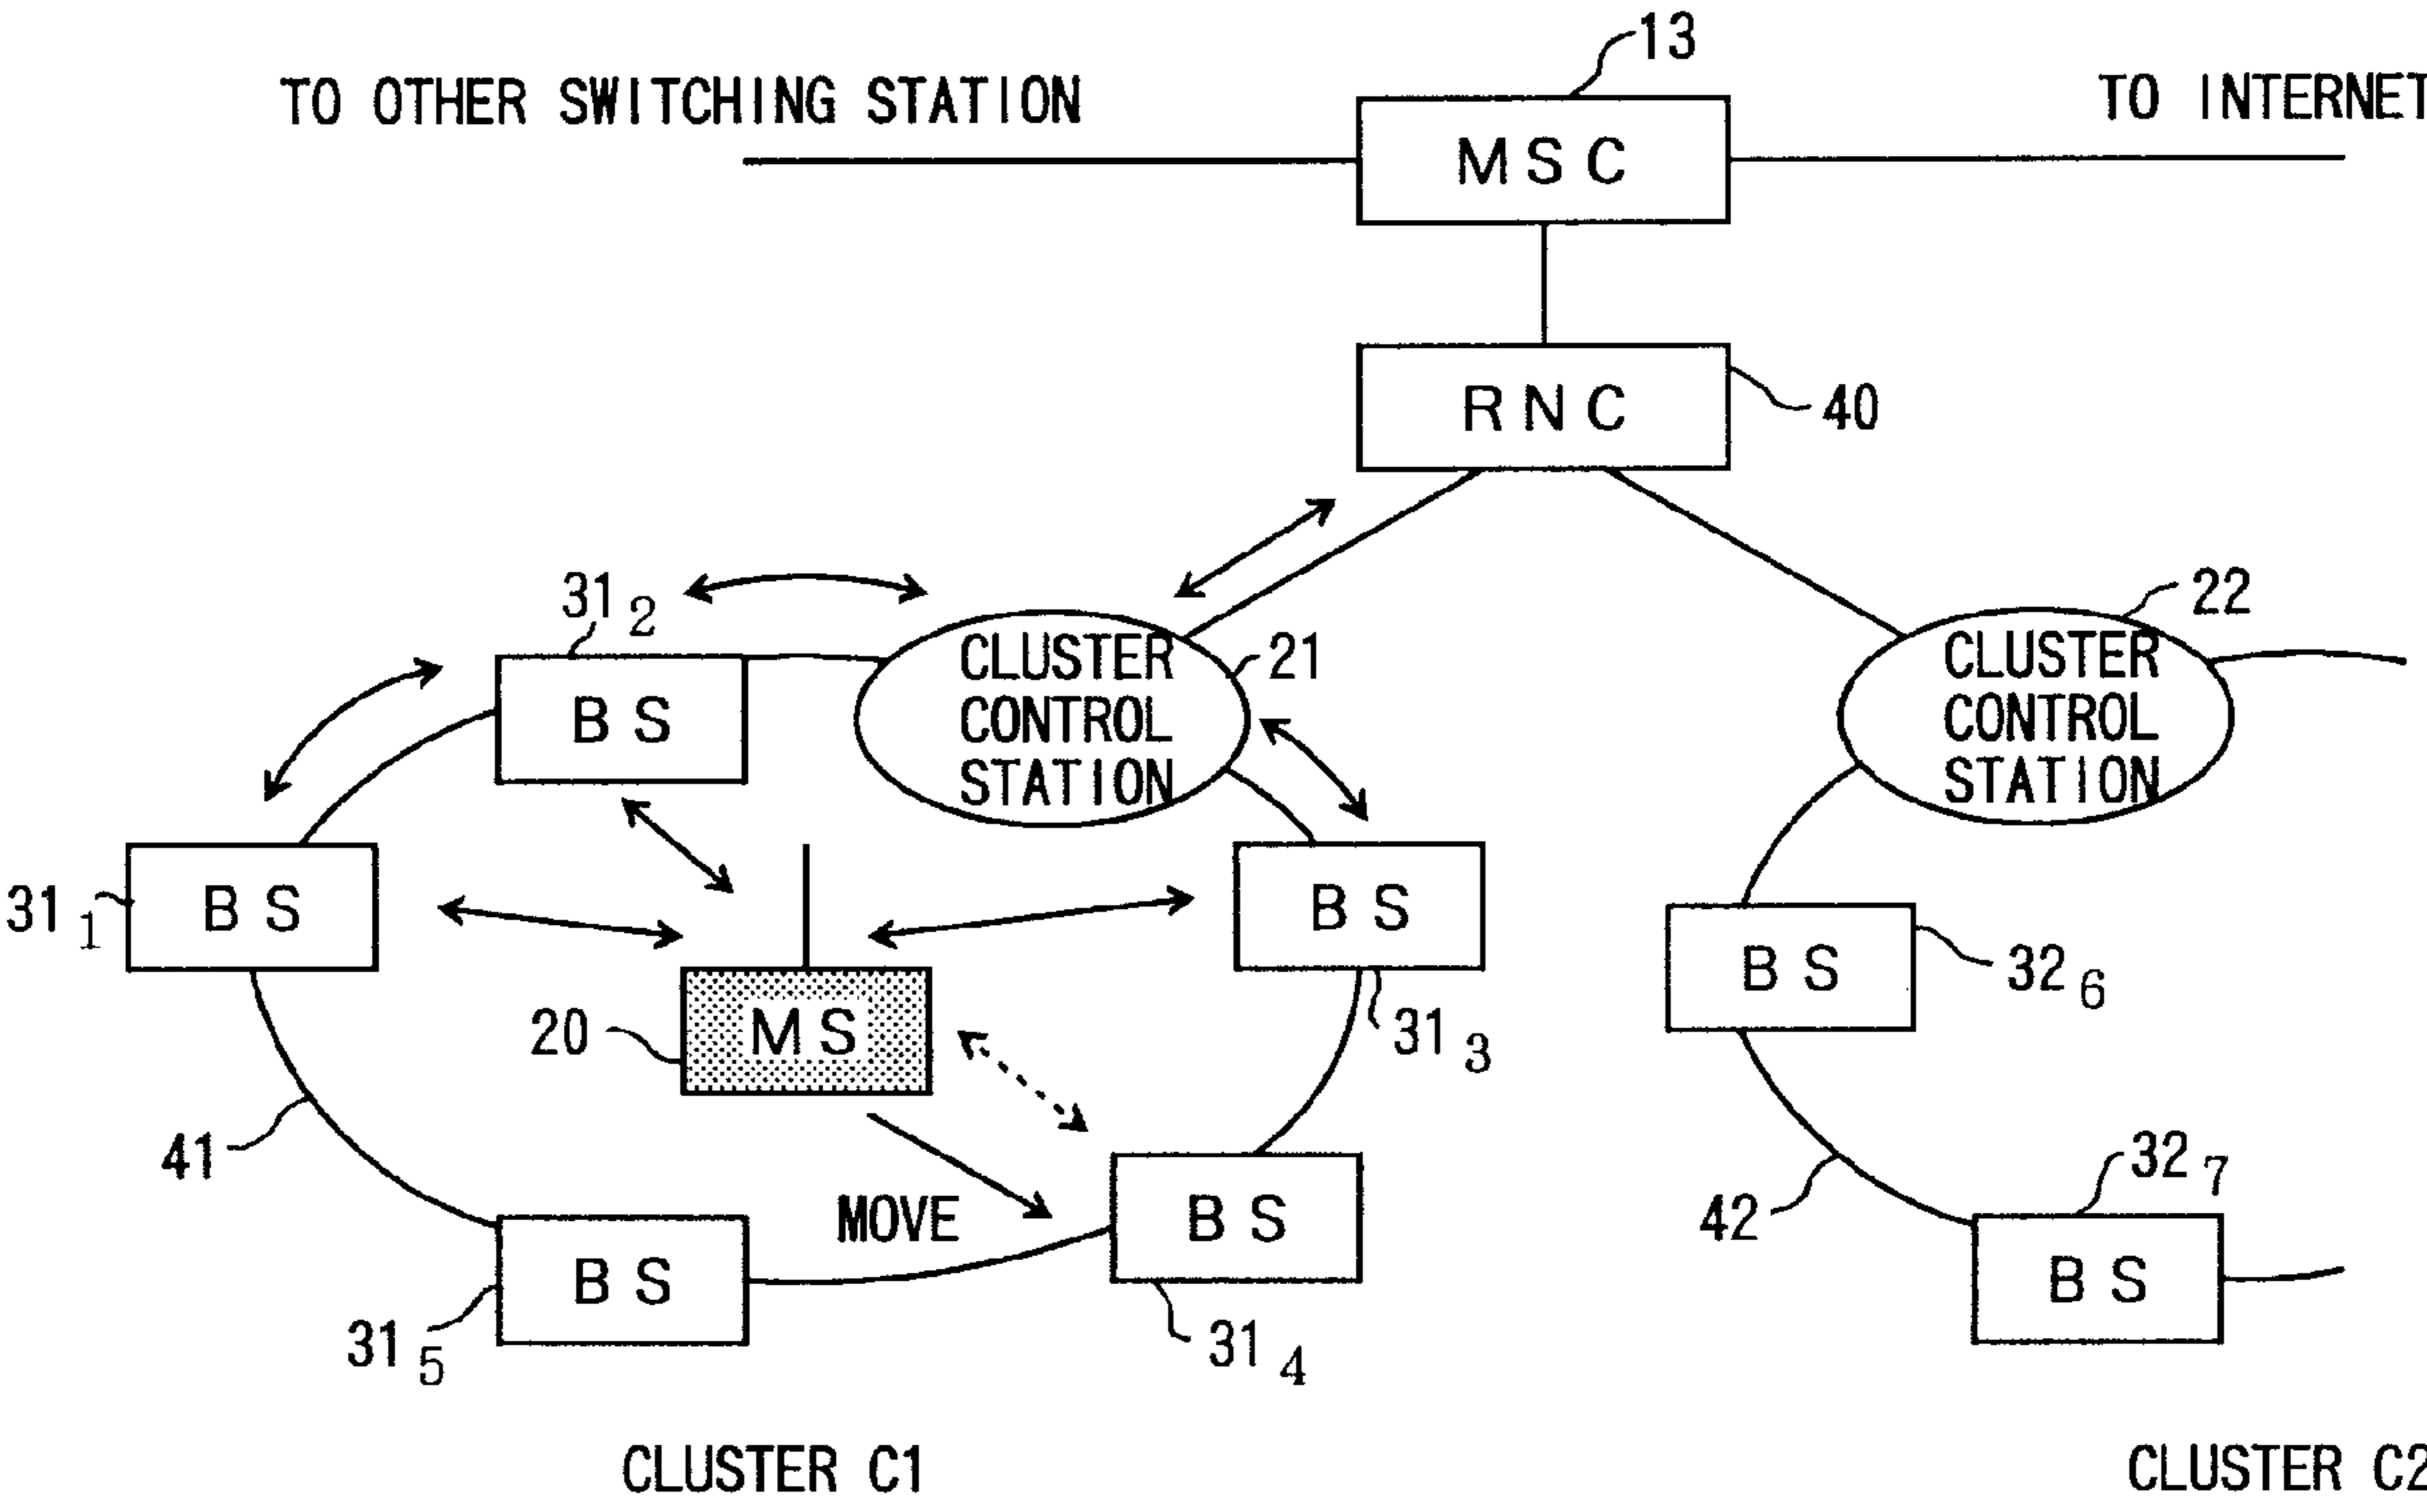 13
TO OTHER SWITCHING STATION
TO INTERNET
MSC
RNC
40
31 2
22
CLUSTER
CONTROL
STATION
21
CLUSTER
CONTROL
STATION
BS
31 1
BS
BS
BS
32 6
20
MS
31 3
41
MOVE
BS
42
32 7
BS
BS
31 5
31 4
CLUSTER C1
CLUSTER C2